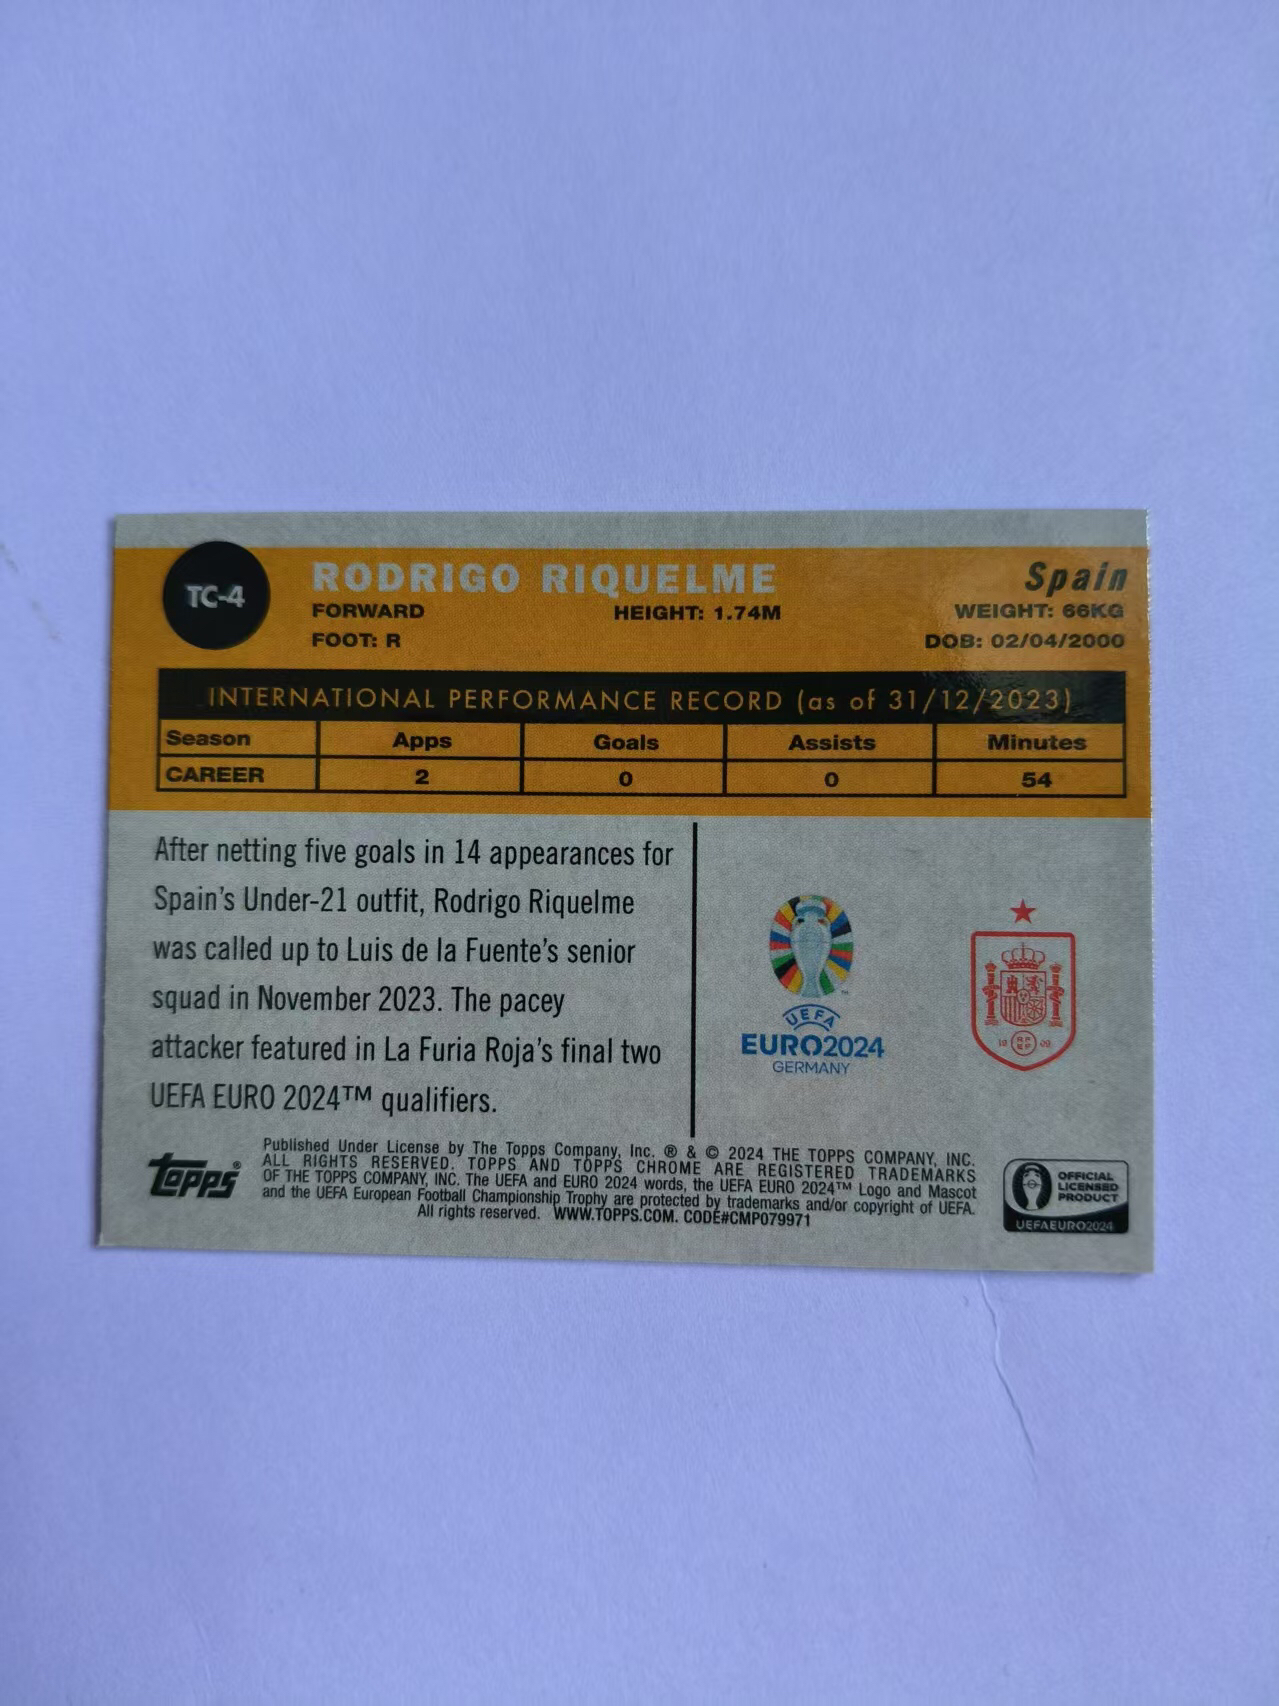 TC-4
RODRIGO RIQUELME
Spain
FORWARD
HEIGHT: 1.74M
WEIGHT: 66KG
FOOT: R
DOB: 02/04/2000
INTERNATIONAL PERFORMANCE RECORD (as of 31/12/2023)
Season Apps Goals Assists Minutes
CAREER 2 0 0 54
After netting five goals in 14 appearances for
Spain's Under-21 outfit, Rodrigo Riquelme
was called up to Luis de la Fuente's senior
squad in November 2023. The pacey
attacker featured in La Furia Roja's final two
UEFA EURO 2024™ qualifiers.
UEFA
EURO2024
GERMANY
19 RFEF 09
topps®
Published Under License by The Topps Company, Inc. ® & © 2024 THE TOPPS COMPANY, INC.
ALL RIGHTS RESERVED. TOPPS AND TOPPS CHROME ARE REGISTERED TRADEMARKS
OF THE TOPPS COMPANY, INC. The UEFA and EURO 2024 words, the UEFA EURO 2024™ Logo and Mascot
and the UEFA European Football Championship Trophy are protected by trademarks and/or copyright of UEFA.
All rights reserved. WWW.TOPPS.COM. CODE#CMP079971
OFFICIAL
LICENSED
PRODUCT
UEFAEURO2024